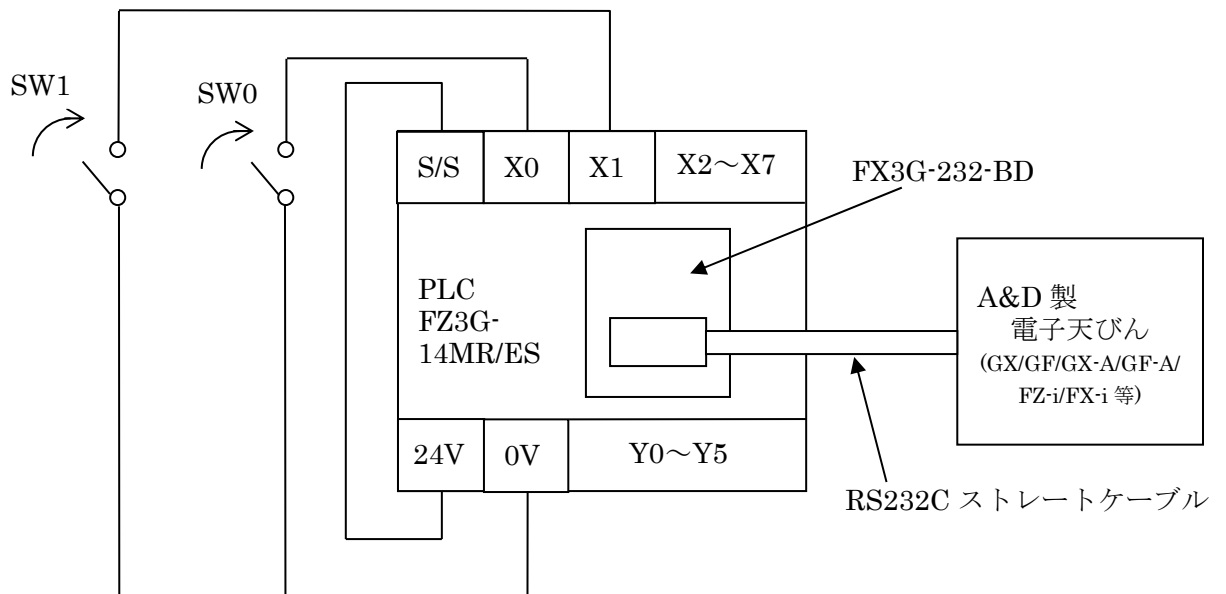 SW1
SW0
S/S
X0
X1
X2～X7
FX3G-232-BD
PLC
FZ3G-
14MR/ES
A&D 製
電子天びん
(GX/GF/GX-A/GF-A/
FZ-i/FX-i 等)
24V
0V
Y0～Y5
RS232C ストレートケーブル